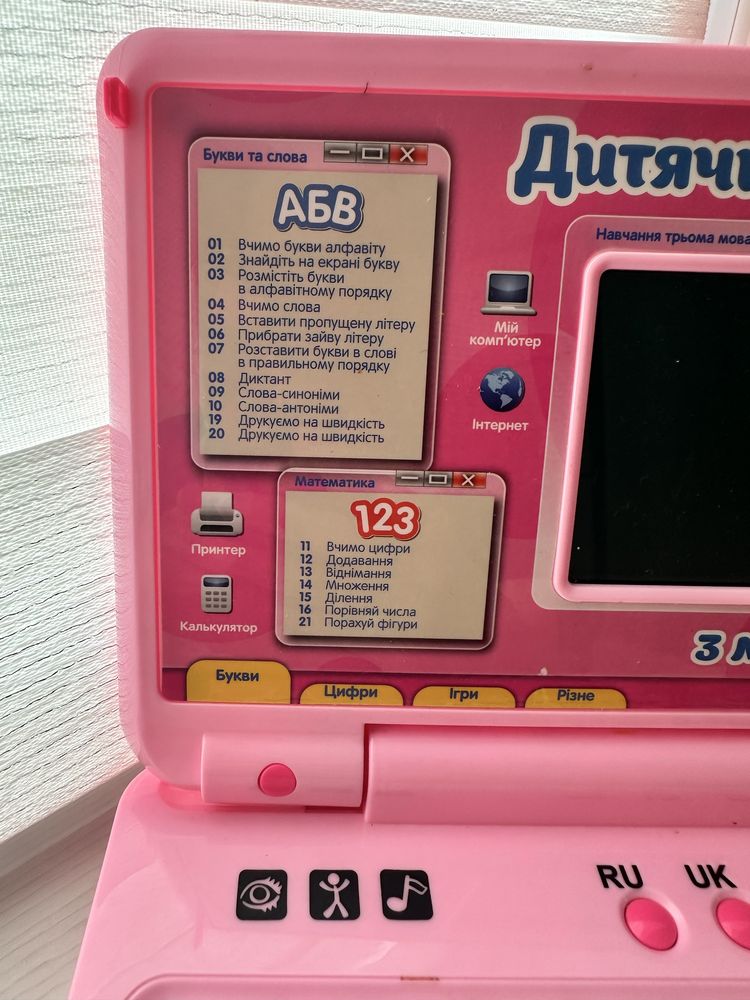 Букви та слова
АБВ
01 Вчимо букви алфавіту
02 Знайдіть на екрані букву
03 Розмістіть букви
в алфавітному порядку
04 Вчимо слова
05 Вставити пропущену літеру
06 Прибрати зайву літеру
07 Розставити букви в слові
в правильному порядку
08 Диктант
09 Слова-синоніми
10 Слова-антоніми
19 Друкуємо на швидкість
20 Друкуємо на швидкість
Дитячи
Навчання трьома мова
Мій
комп'ютер
Інтернет
Принтер
Калькулятор
Математика
123
11 Вчимо цифри
12 Додавання
13 Віднімання
14 Множення
15 Ділення
16 Порівняй числа
21 Порахуй фігури
З
Букви
Цифри
Ігри
Різне
RU
UK